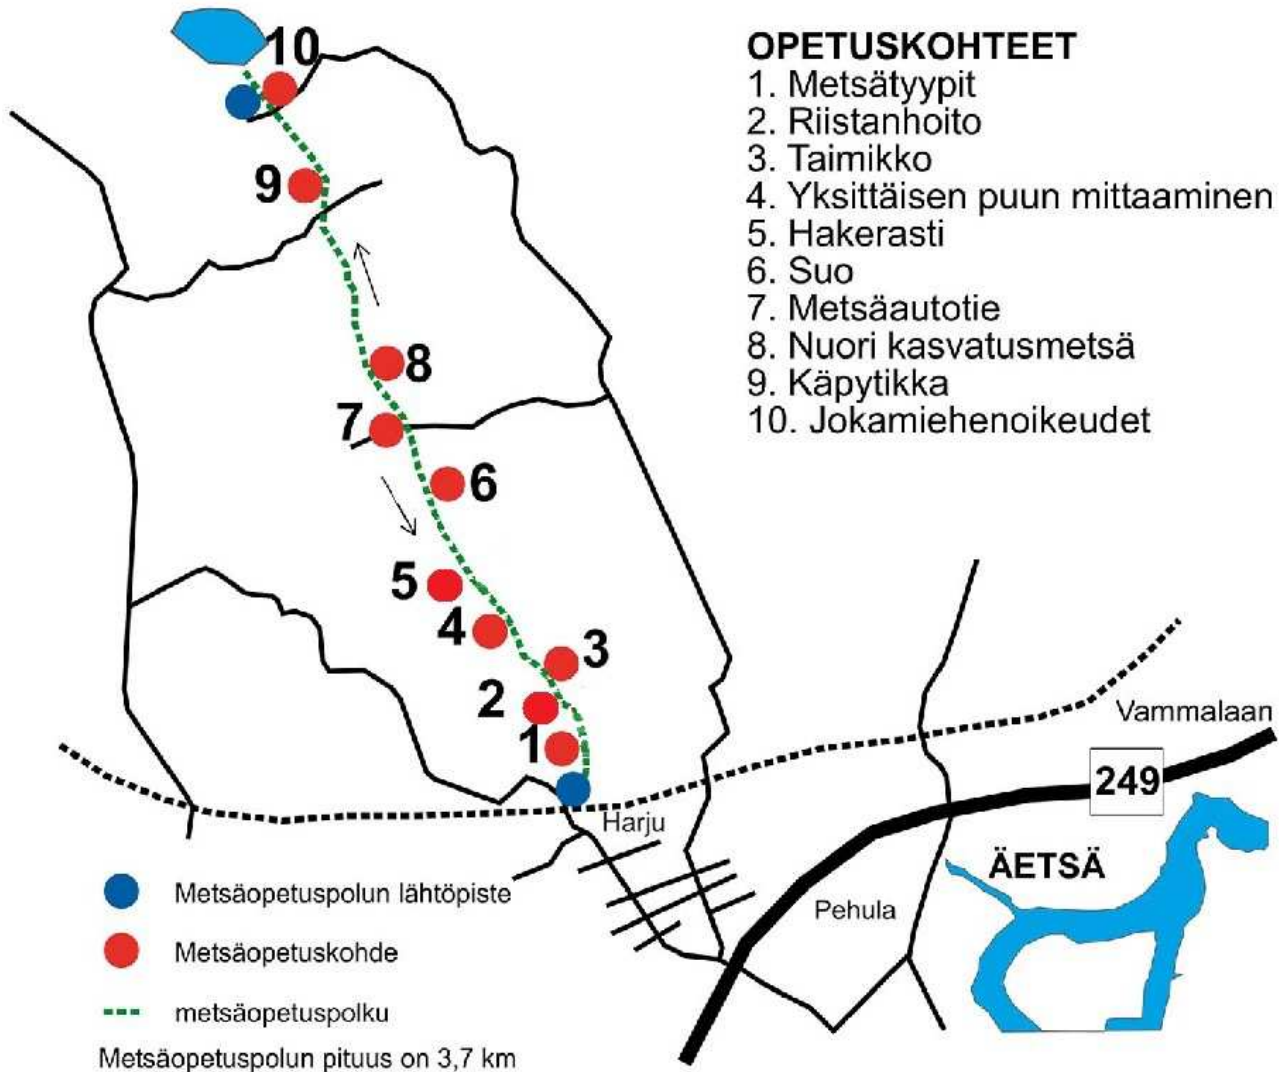 OPETUSKOHTEET
1. Metsätyypit
2. Riistanhoito
3. Taimikko
4. Yksittäisen puun mittaaminen
5. Hakerasti
6. Suo
7. Metsäautotie
8. Nuori kasvatusmetsä
9. Käpytikka
10. Jokamiehenoikeudet
10
9
8
7
6
5
4
3
2
1
Vammalaan
249
Harju
ÄETSÄ
Pehula
Metsäopetuspolun lähtöpiste
Metsäopetuskohde
metsäopetuspolku
Metsäopetuspolun pituus on 3,7 km